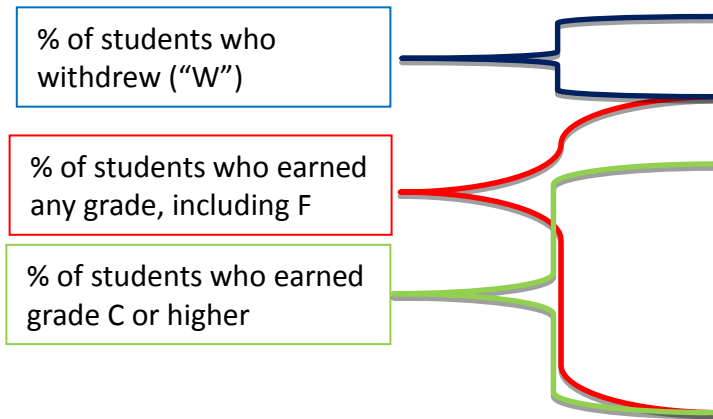 % of students who
withdrew (“W”)
% of students who earned
any grade, including F
% of students who earned
grade C or higher